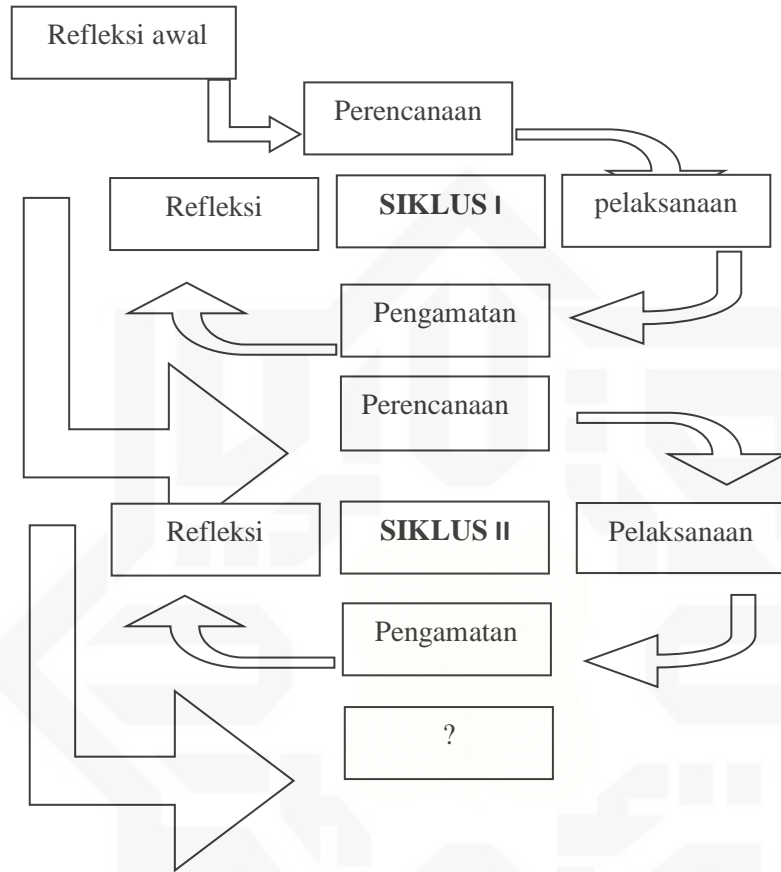 Refleksi awal
Perencanaan
Refleksi
SIKLUS I
pelaksanaan
Pengamatan
Perencanaan
Refleksi
SIKLUS II
Pelaksanaan
Pengamatan
?